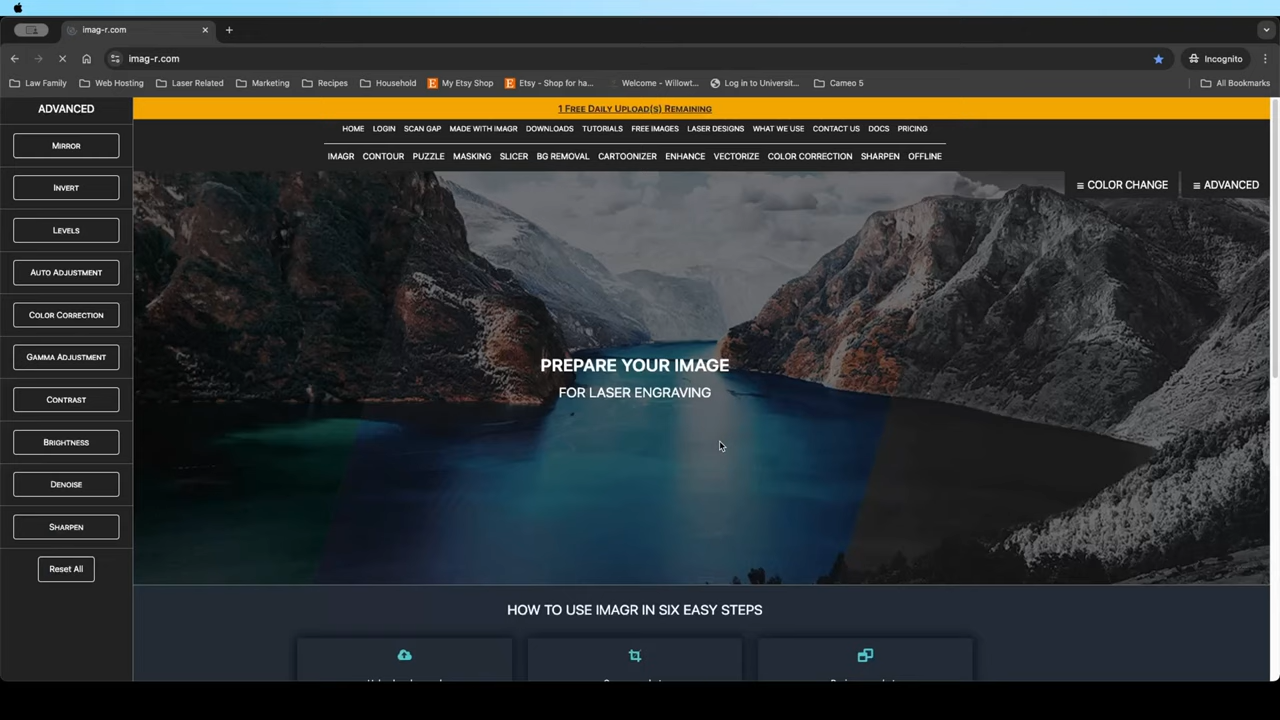 imag-r.com
imag-r.com
Incognito
Law Family
Web Hosting
Laser Related
Marketing
Recipes
Household
My Etsy Shop
Etsy - Shop for ha...
Welcome - Willowt...
Log in to Universit...
Cameo 5
All Bookmarks
ADVANCED
1 FREE DAILY UPLOAD(S) REMAINING
HOME LOGIN SCAN GAP MADE WITH IMAGR DOWNLOADS TUTORIALS FREE IMAGES LASER DESIGNS WHAT WE USE CONTACT US DOCS PRICING
IMAGR CONTOUR PUZZLE MASKING SLICER BG REMOVAL CARTOONIZER ENHANCE VECTORIZE COLOR CORRECTION SHARPEN OFFLINE
≡ COLOR CHANGE
≡ ADVANCED
MIRROR
INVERT
LEVELS
AUTO ADJUSTMENT
COLOR CORRECTION
GAMMA ADJUSTMENT
CONTRAST
BRIGHTNESS
DENOISE
SHARPEN
Reset All
PREPARE YOUR IMAGE
FOR LASER ENGRAVING
HOW TO USE IMAGR IN SIX EASY STEPS